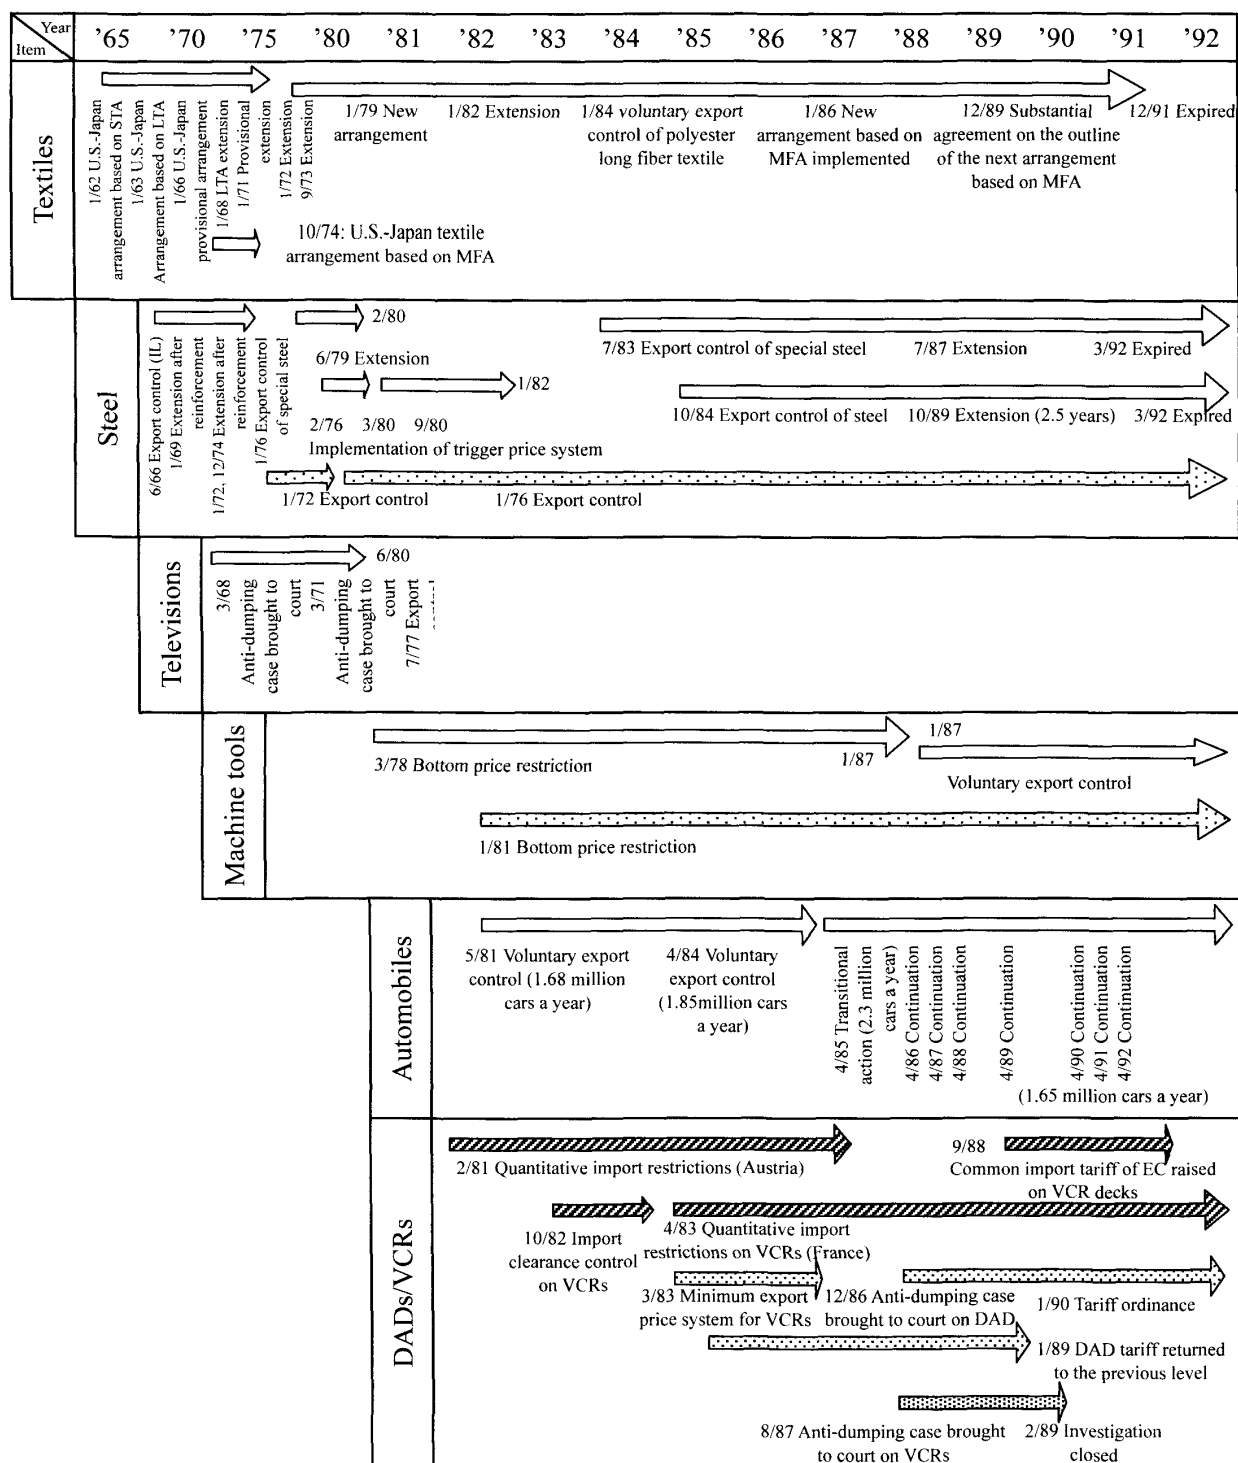 Year
Item
'65 '70 '75 '80 '81 '82 '83 '84 '85 '86 '87 '88 '89 '90 '91 '92
Textiles
1/62 U.S.-Japan
arrangement based on STA
1/63 U.S.-Japan
Arrangement based on LTA
1/66 U.S.-Japan
provisional arrangement
1/68 LTA extension
1/71 Provisional
extension
1/72 Extension
9/73 Extension
1/79 New
arrangement
1/82 Extension
1/84 voluntary export
control of polyester
long fiber textile
1/86 New
arrangement based on
MFA implemented
12/89 Substantial
agreement on the outline
of the next arrangement
based on MFA
12/91 Expired
10/74: U.S.-Japan textile
arrangement based on MFA
Steel
6/66 Export control (IL)
1/69 Extension after
reinforcement
1/72, 12/74 Extension after
reinforcement
1/76 Export control
of special steel
2/80
6/79 Extension
1/82
2/76 3/80 9/80
Implementation of trigger price system
1/72 Export control
1/76 Export control
7/83 Export control of special steel
7/87 Extension
3/92 Expired
10/84 Export control of steel
10/89 Extension (2.5 years)
3/92 Expired
Televisions
3/68
Anti-dumping
case brought to
court
3/71
Anti-dumping
case brought to
court
7/77 Export
6/80
Machine tools
3/78 Bottom price restriction
1/87
1/87
Voluntary export control
1/81 Bottom price restriction
Automobiles
5/81 Voluntary export
control (1.68 million
cars a year)
4/84 Voluntary
export control
(1.85million cars
a year)
4/85 Transitional
action (2.3 million
cars a year)
4/86 Continuation
4/87 Continuation
4/88 Continuation
4/89 Continuation
4/90 Continuation
4/91 Continuation
4/92 Continuation
(1.65 million cars a year)
DADs/VCRs
2/81 Quantitative import restrictions (Austria)
9/88
Common import tariff of EC raised
on VCR decks
10/82 Import
clearance control
on VCRs
4/83 Quantitative import
restrictions on VCRs (France)
3/83 Minimum export
price system for VCRs
12/86 Anti-dumping case
brought to court on DAD
1/90 Tariff ordinance
1/89 DAD tariff returned
to the previous level
8/87 Anti-dumping case brought
to court on VCRs
2/89 Investigation
closed